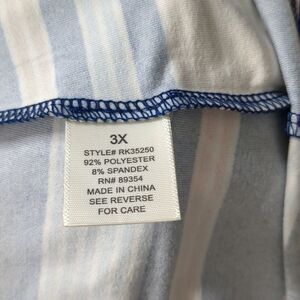 3X
STYLE# RK35250
92% POLYESTER
8% SPANDEX
RN# 89354
MADE IN CHINA
SEE REVERSE
FOR CARE